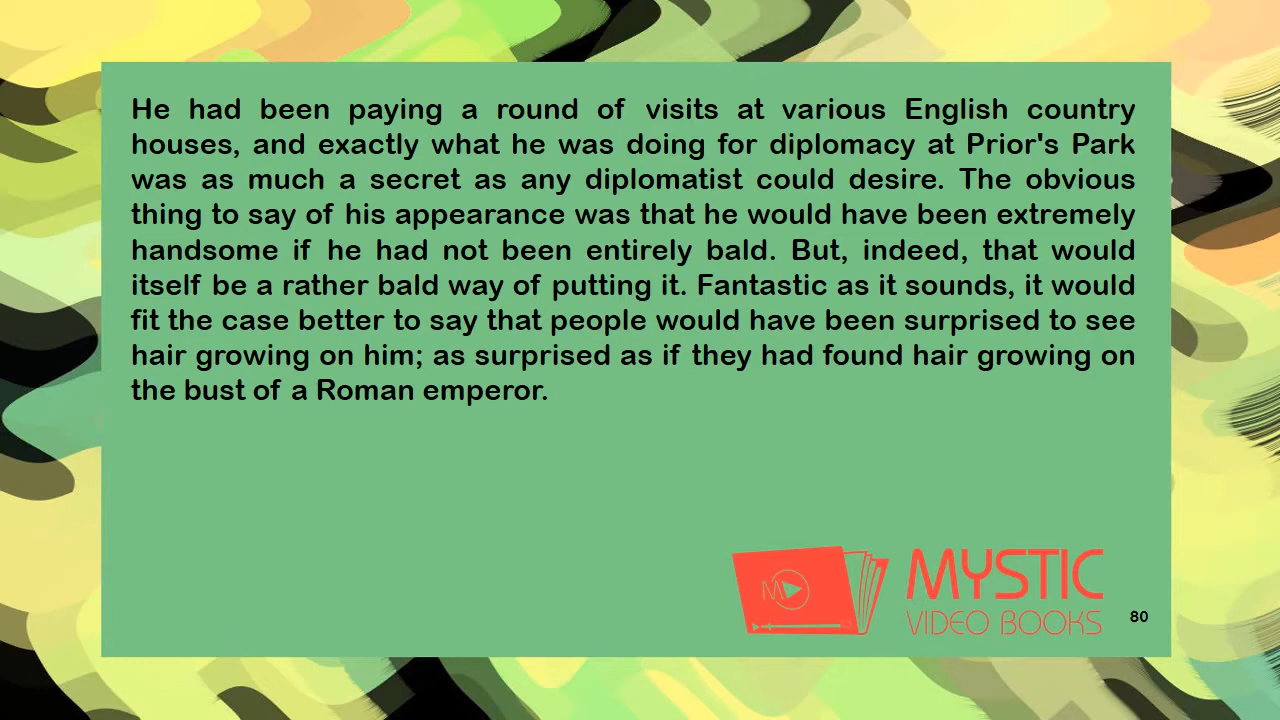 He had been paying a round of visits at various English country
houses, and exactly what he was doing for diplomacy at Prior's Park
was as much a secret as any diplomatist could desire. The obvious
thing to say of his appearance was that he would have been extremely
handsome if he had not been entirely bald. But, indeed, that would
itself be a rather bald way of putting it. Fantastic as it sounds, it would
fit the case better to say that people would have been surprised to see
hair growing on him; as surprised as if they had found hair growing on
the bust of a Roman emperor.
M
MYSTIC
VIDEO BOOKS
80